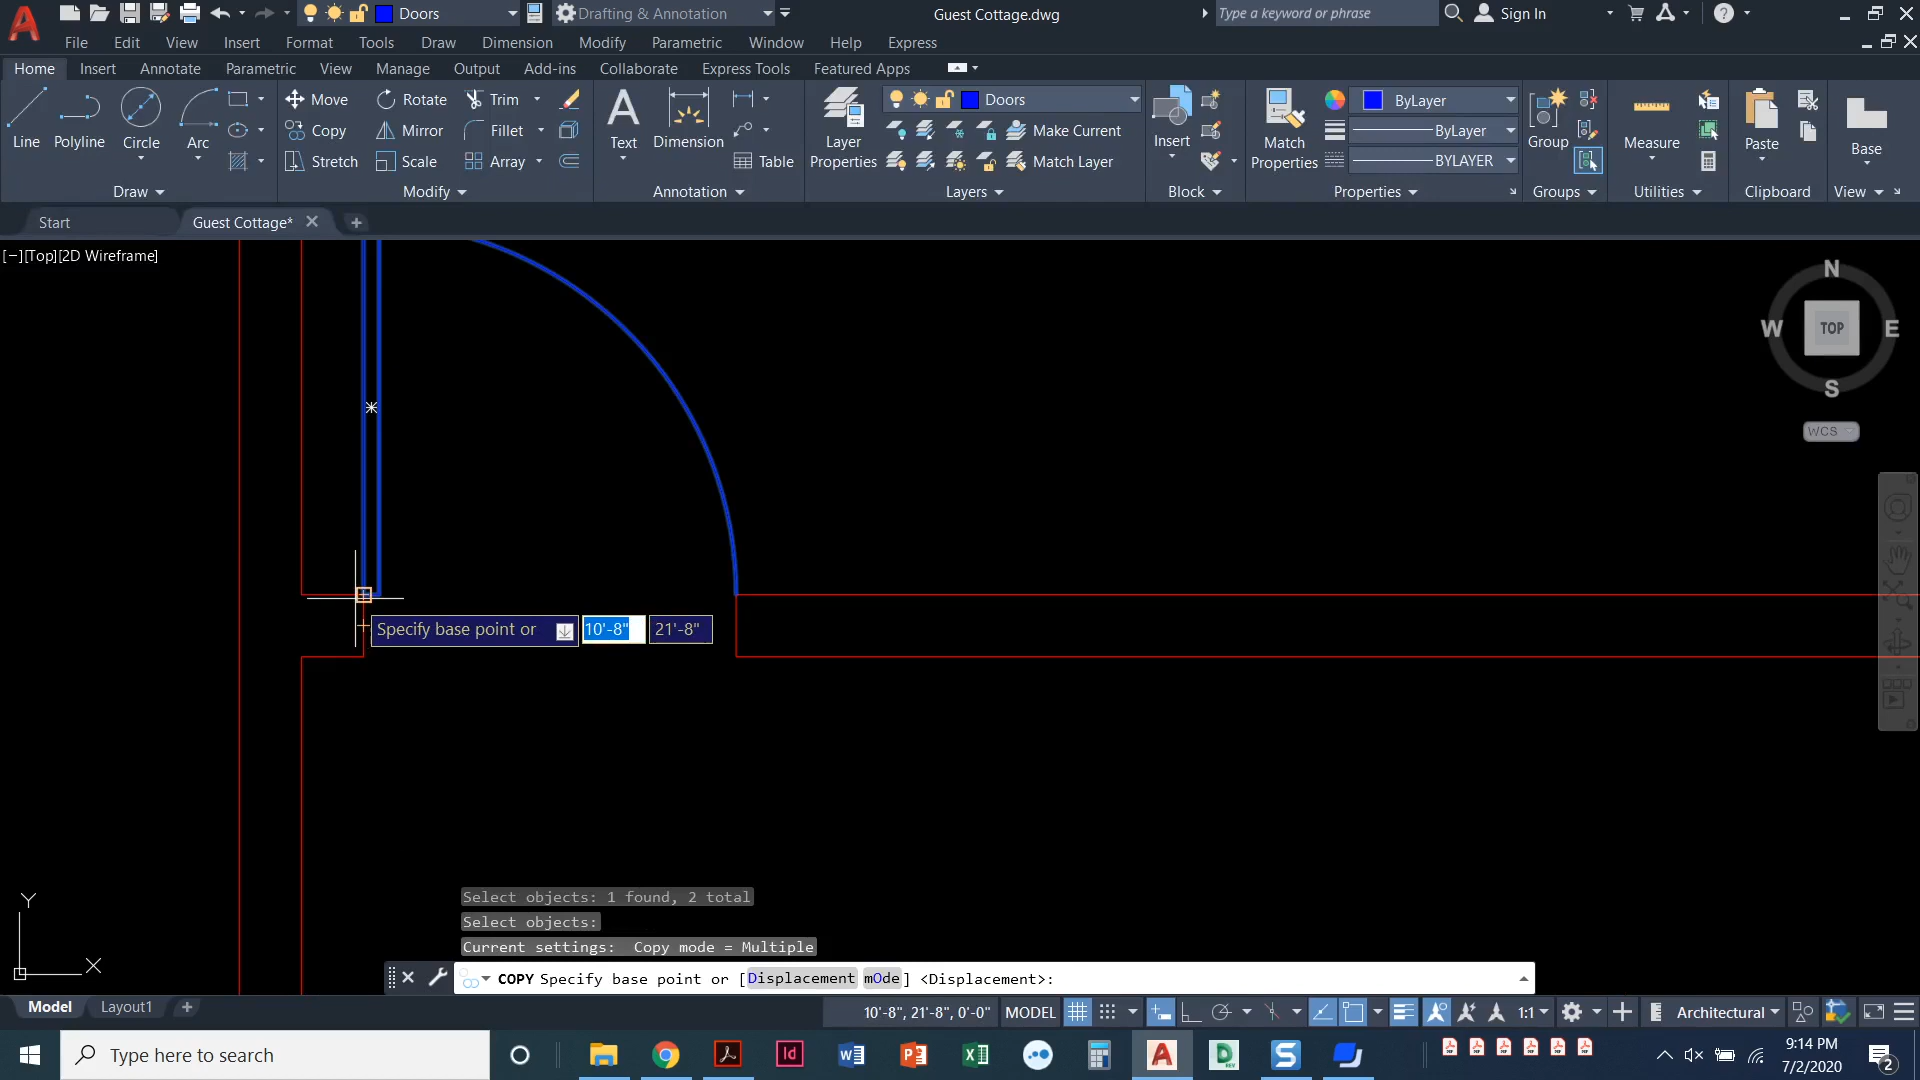 Doors
Drafting & Annotation
Guest Cottage.dwg
Type a keyword or phrase
Sign In
File Edit View Insert Format Tools Draw Dimension Modify Parametric Window Help Express
Home Insert Annotate Parametric View Manage Output Add-ins Collaborate Express Tools Featured Apps
Line
Polyline
Circle
Arc
Draw
Move
Rotate
Trim
Copy
Mirror
Fillet
Stretch
Scale
Array
Modify
Text
Dimension
Table
Annotation
Layer
Properties
Doors
Make Current
Match Layer
Layers
Insert
Block
Match
Properties
ByLayer
ByLayer
BYLAYER
Properties
Group
Groups
Measure
Utilities
Paste
Clipboard
Base
View
Start
Guest Cottage*
[−][Top][2D Wireframe]
N
W
TOP
E
S
WCS
Specify base point or
10'-8"
21'-8"
Y
X
Select objects: 1 found, 2 total
Select objects:
Current settings:  Copy mode = Multiple
COPY Specify base point or [Displacement mOde] <Displacement>:
Model
Layout1
10'-8", 21'-8", 0'-0"
MODEL
1:1
Architectural
Type here to search
9:14 PM
7/2/2020
2